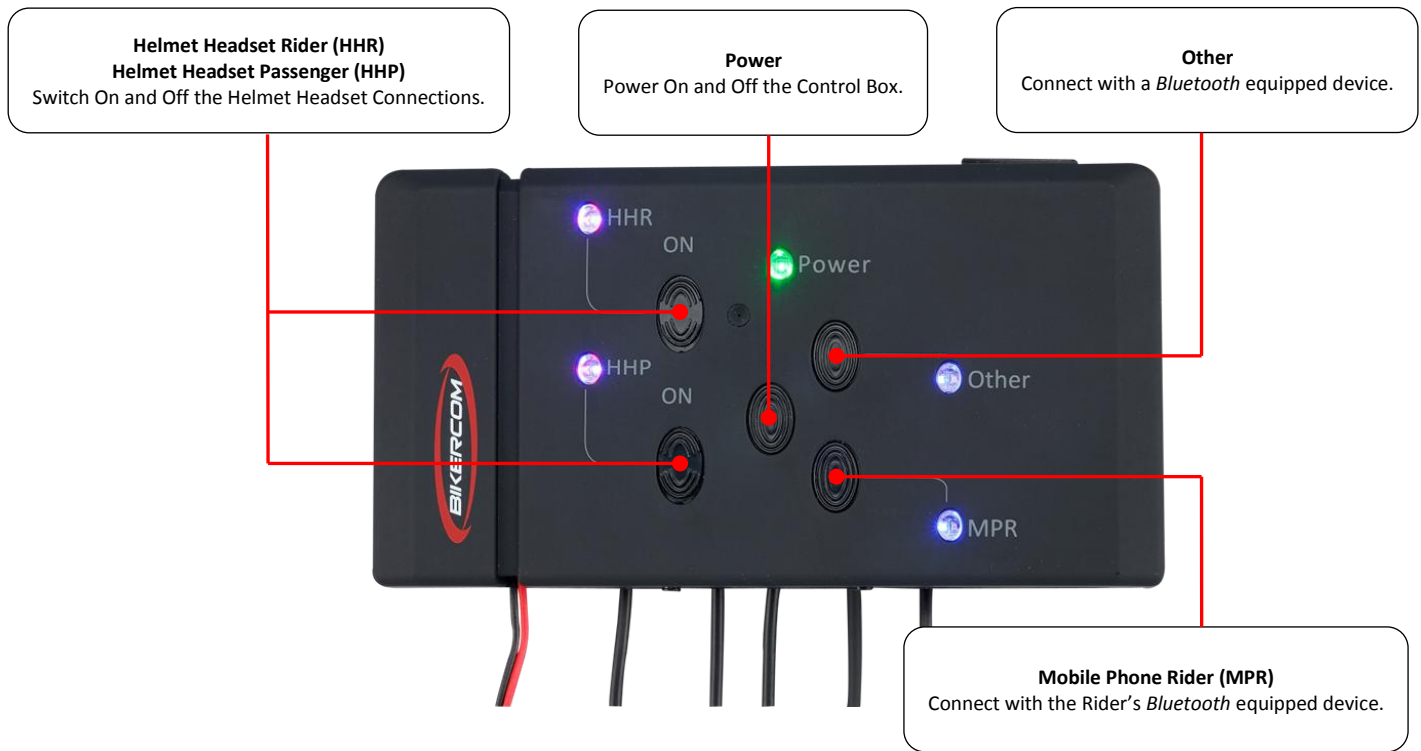 Helmet Headset Rider (HHR)
Helmet Headset Passenger (HHP)
Switch On and Off the Helmet Headset Connections.
Power
Power On and Off the Control Box.
Other
Connect with a Bluetooth equipped device.
HHR
ON
Power
HHP
ON
Other
BIKERCOM
MPR
Mobile Phone Rider (MPR)
Connect with the Rider’s Bluetooth equipped device.